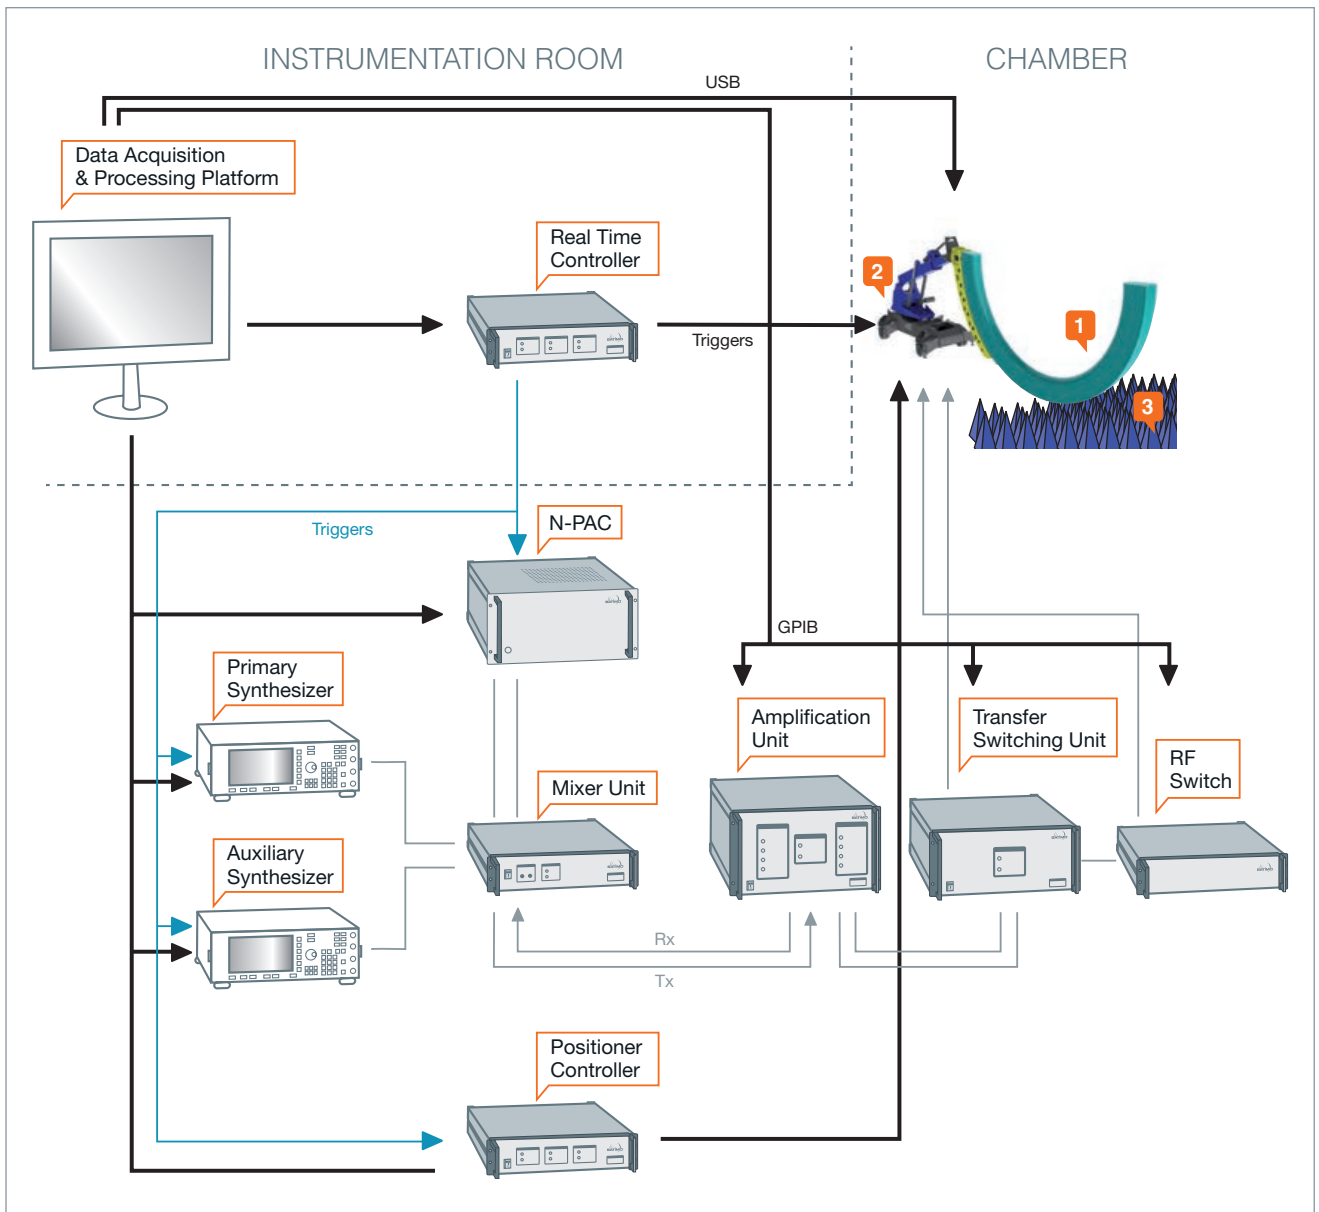 INSTRUMENTATION ROOM
CHAMBER
USB
Data Acquisition
& Processing Platform
Real Time
Controller
2
1
3
Triggers
Triggers
N-PAC
GPIB
Primary
Synthesizer
Amplification
Unit
Transfer
Switching Unit
RF
Switch
Mixer Unit
Auxiliary
Synthesizer
Rx
Tx
Positioner
Controller